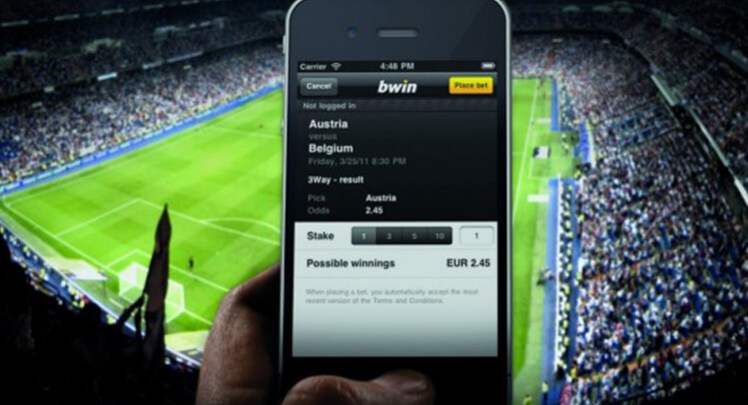 Carrier 4:48 PM
Cancel bwin Place bet
Not logged in
Austria
versus
Belgium
Friday, 3/25/11 8:30 PM
3Way - result
Pick Austria
Odds 2.45
Stake 1 3 5 10 1
Possible winnings EUR 2.45
When placing a bet, you automatically accept the most
recent version of the Terms and Conditions.